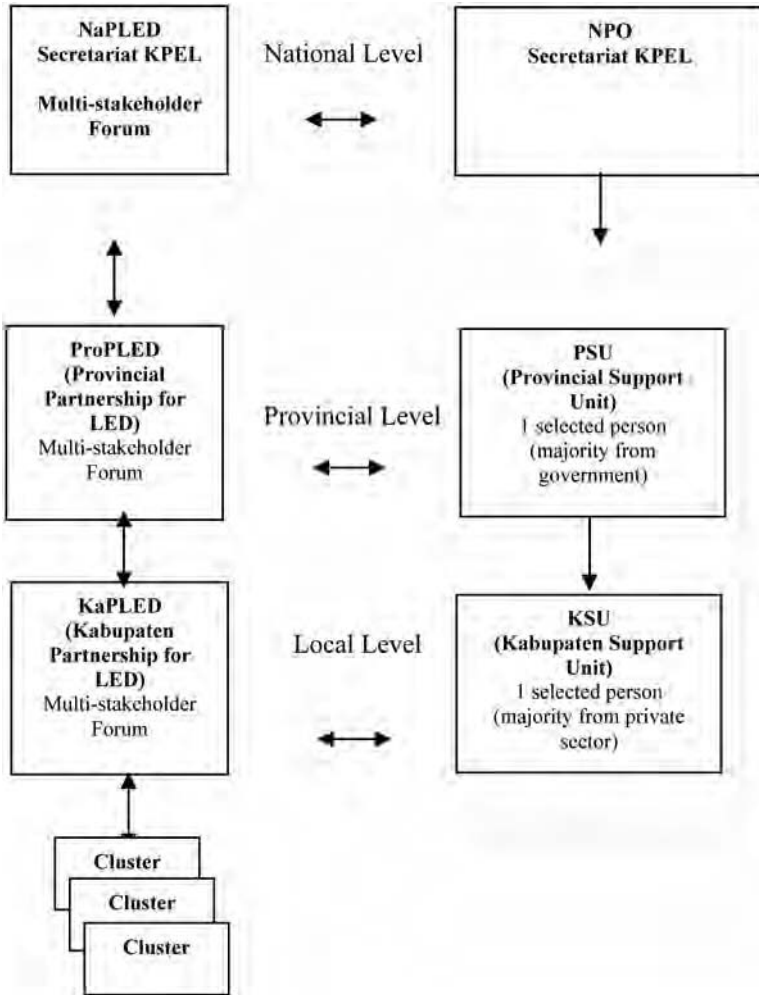 NaPLED
Secretariat KPEL
Multi-stakeholder
Forum
National Level
NPO
Secretariat KPEL
ProPLED
(Provincial
Partnership for
LED)
Multi-stakeholder
Forum
Provincial Level
PSU
(Provincial Support
Unit)
1 selected person
(majority from
government)
KaPLED
(Kabupaten
Partnership for
LED)
Multi-stakeholder
Forum
Local Level
KSU
(Kabupaten Support
Unit)
1 selected person
(majority from private
sector)
Cluster
Cluster
Cluster